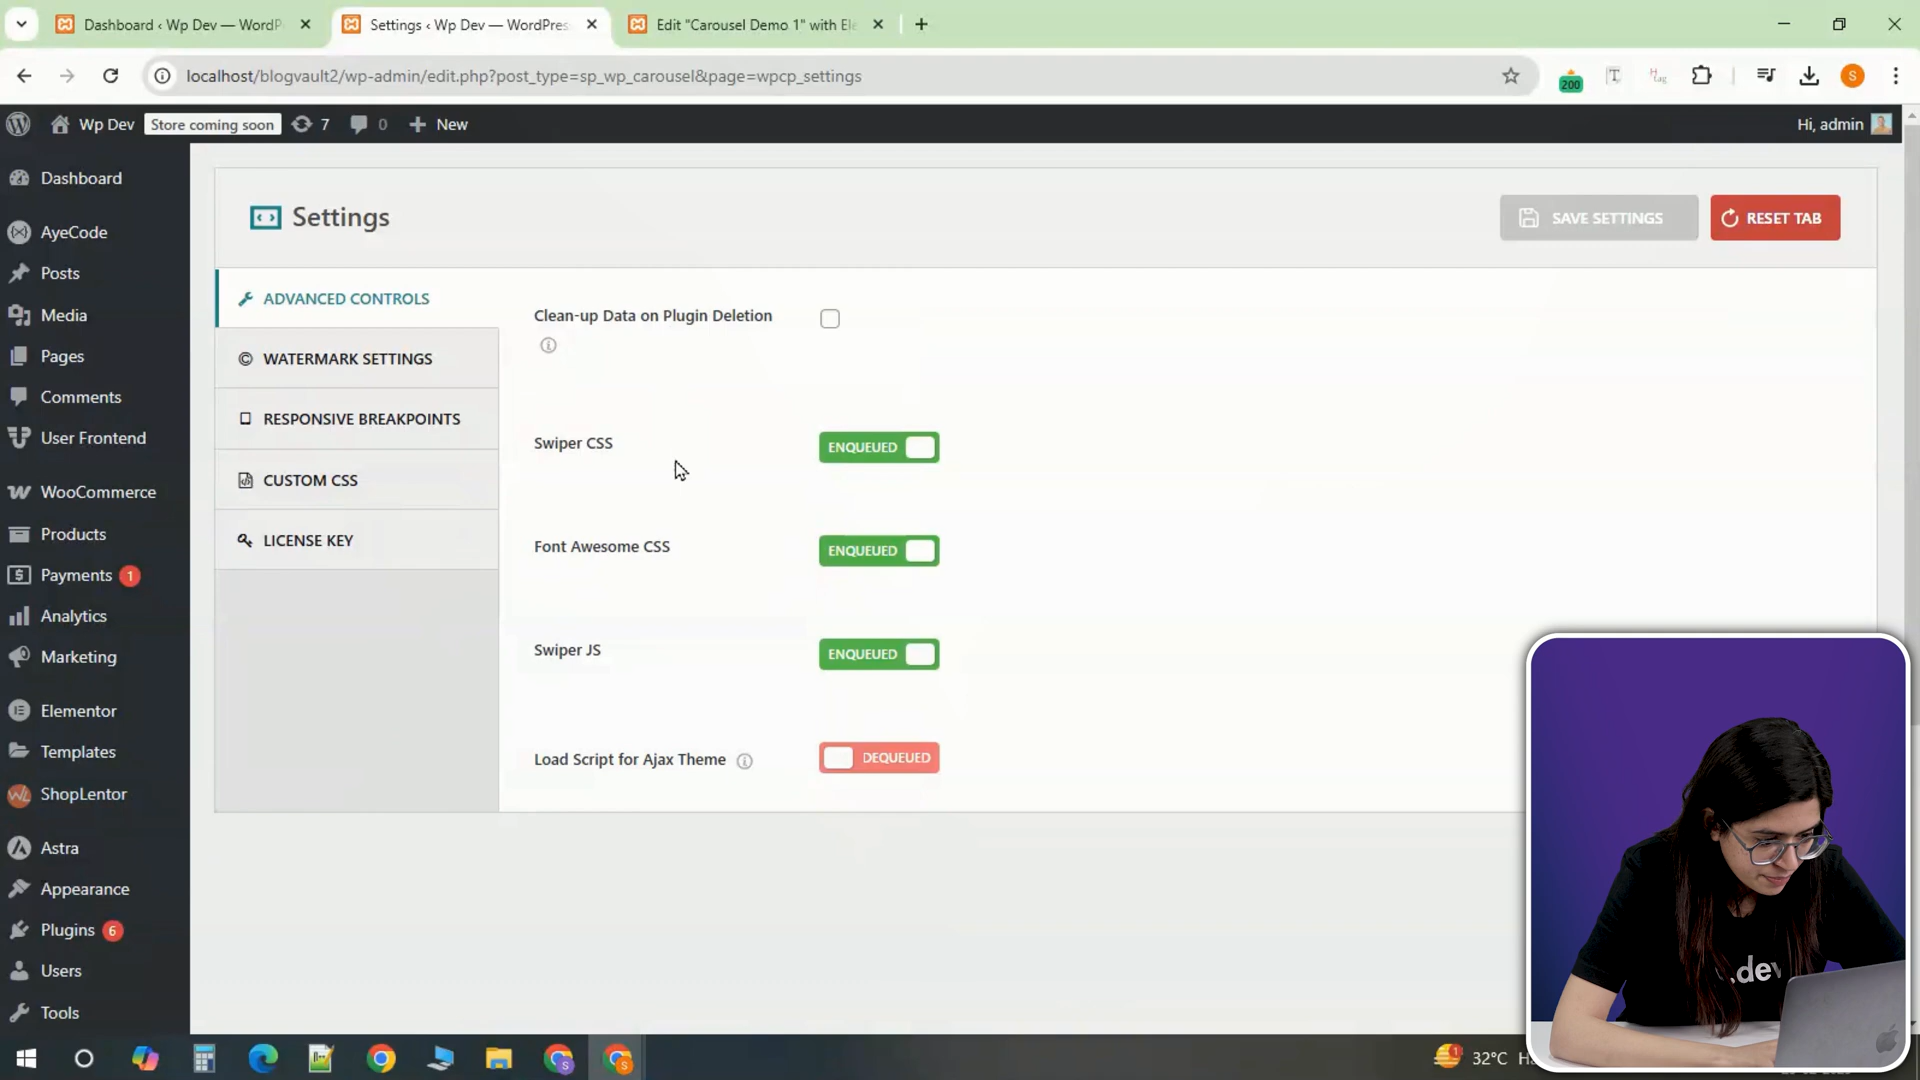 Dashboard ‹ Wp Dev — WordP
Settings ‹ Wp Dev — WordPres
Edit "Carousel Demo 1" with Ele
localhost/blogvault2/wp-admin/edit.php?post_type=sp_wp_carousel&page=wpcp_settings
200
S
Wp Dev
Store coming soon
7
0
New
Hi, admin
Dashboard
AyeCode
Posts
Media
Pages
Comments
User Frontend
WooCommerce
Products
Payments 1
Analytics
Marketing
Elementor
Templates
ShopLentor
Astra
Appearance
Plugins 6
Users
Tools
Settings
SAVE SETTINGS
RESET TAB
ADVANCED CONTROLS
WATERMARK SETTINGS
RESPONSIVE BREAKPOINTS
CUSTOM CSS
LICENSE KEY
Clean-up Data on Plugin Deletion
Swiper CSS
ENQUEUED
Font Awesome CSS
ENQUEUED
Swiper JS
ENQUEUED
Load Script for Ajax Theme
DEQUEUED
.dev
32°C